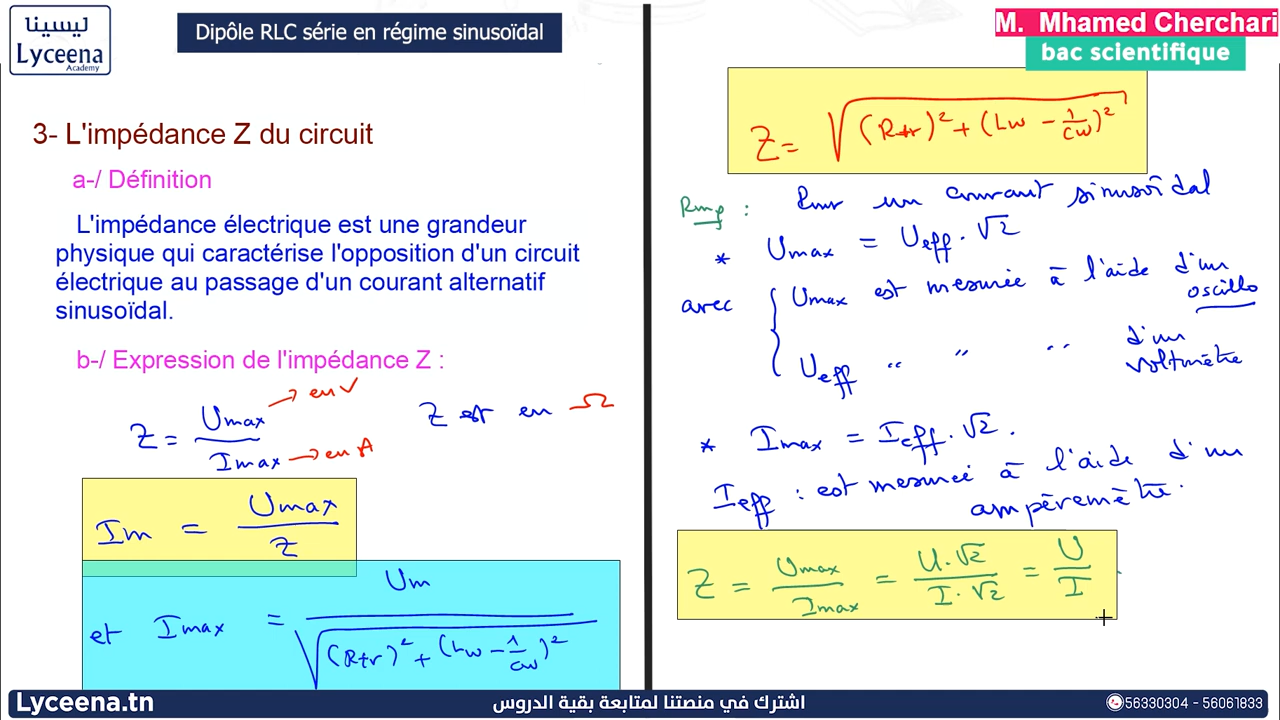 ليسينا
Lyceena
Academy
Dipôle RLC série en régime sinusoïdal
M. Mhamed Cherchari
bac scientifique
3- L'impédance Z du circuit
a-/ Définition
L'impédance électrique est une grandeur
physique qui caractérise l'opposition d'un circuit
électrique au passage d'un courant alternatif
sinusoïdal.
b-/ Expression de l'impédance Z :
Z = Umax / Imax → en V → en A
Z est en Ω
Im = Umax / Z
et Imax = Um / √((R+r)² + (Lw - 1/Cw)²)
Z = √((R+r)² + (Lw - 1/Cw)²)
Rmq : Pour un courant sinusoïdal
* Umax = Ueff . √2
avec { Umax est mesurée à l'aide d'un
oscillo
Ueff " " " d'un
voltmètre
* Imax = Ieff . √2 .
Ieff : est mesurée à l'aide d'un
ampèremètre.
Z = Umax / Imax = U . √2 / I . √2 = U / I
Lyceena.tn
اشترك في منصتنا لمتابعة بقية الدروس
56330304 - 56061833